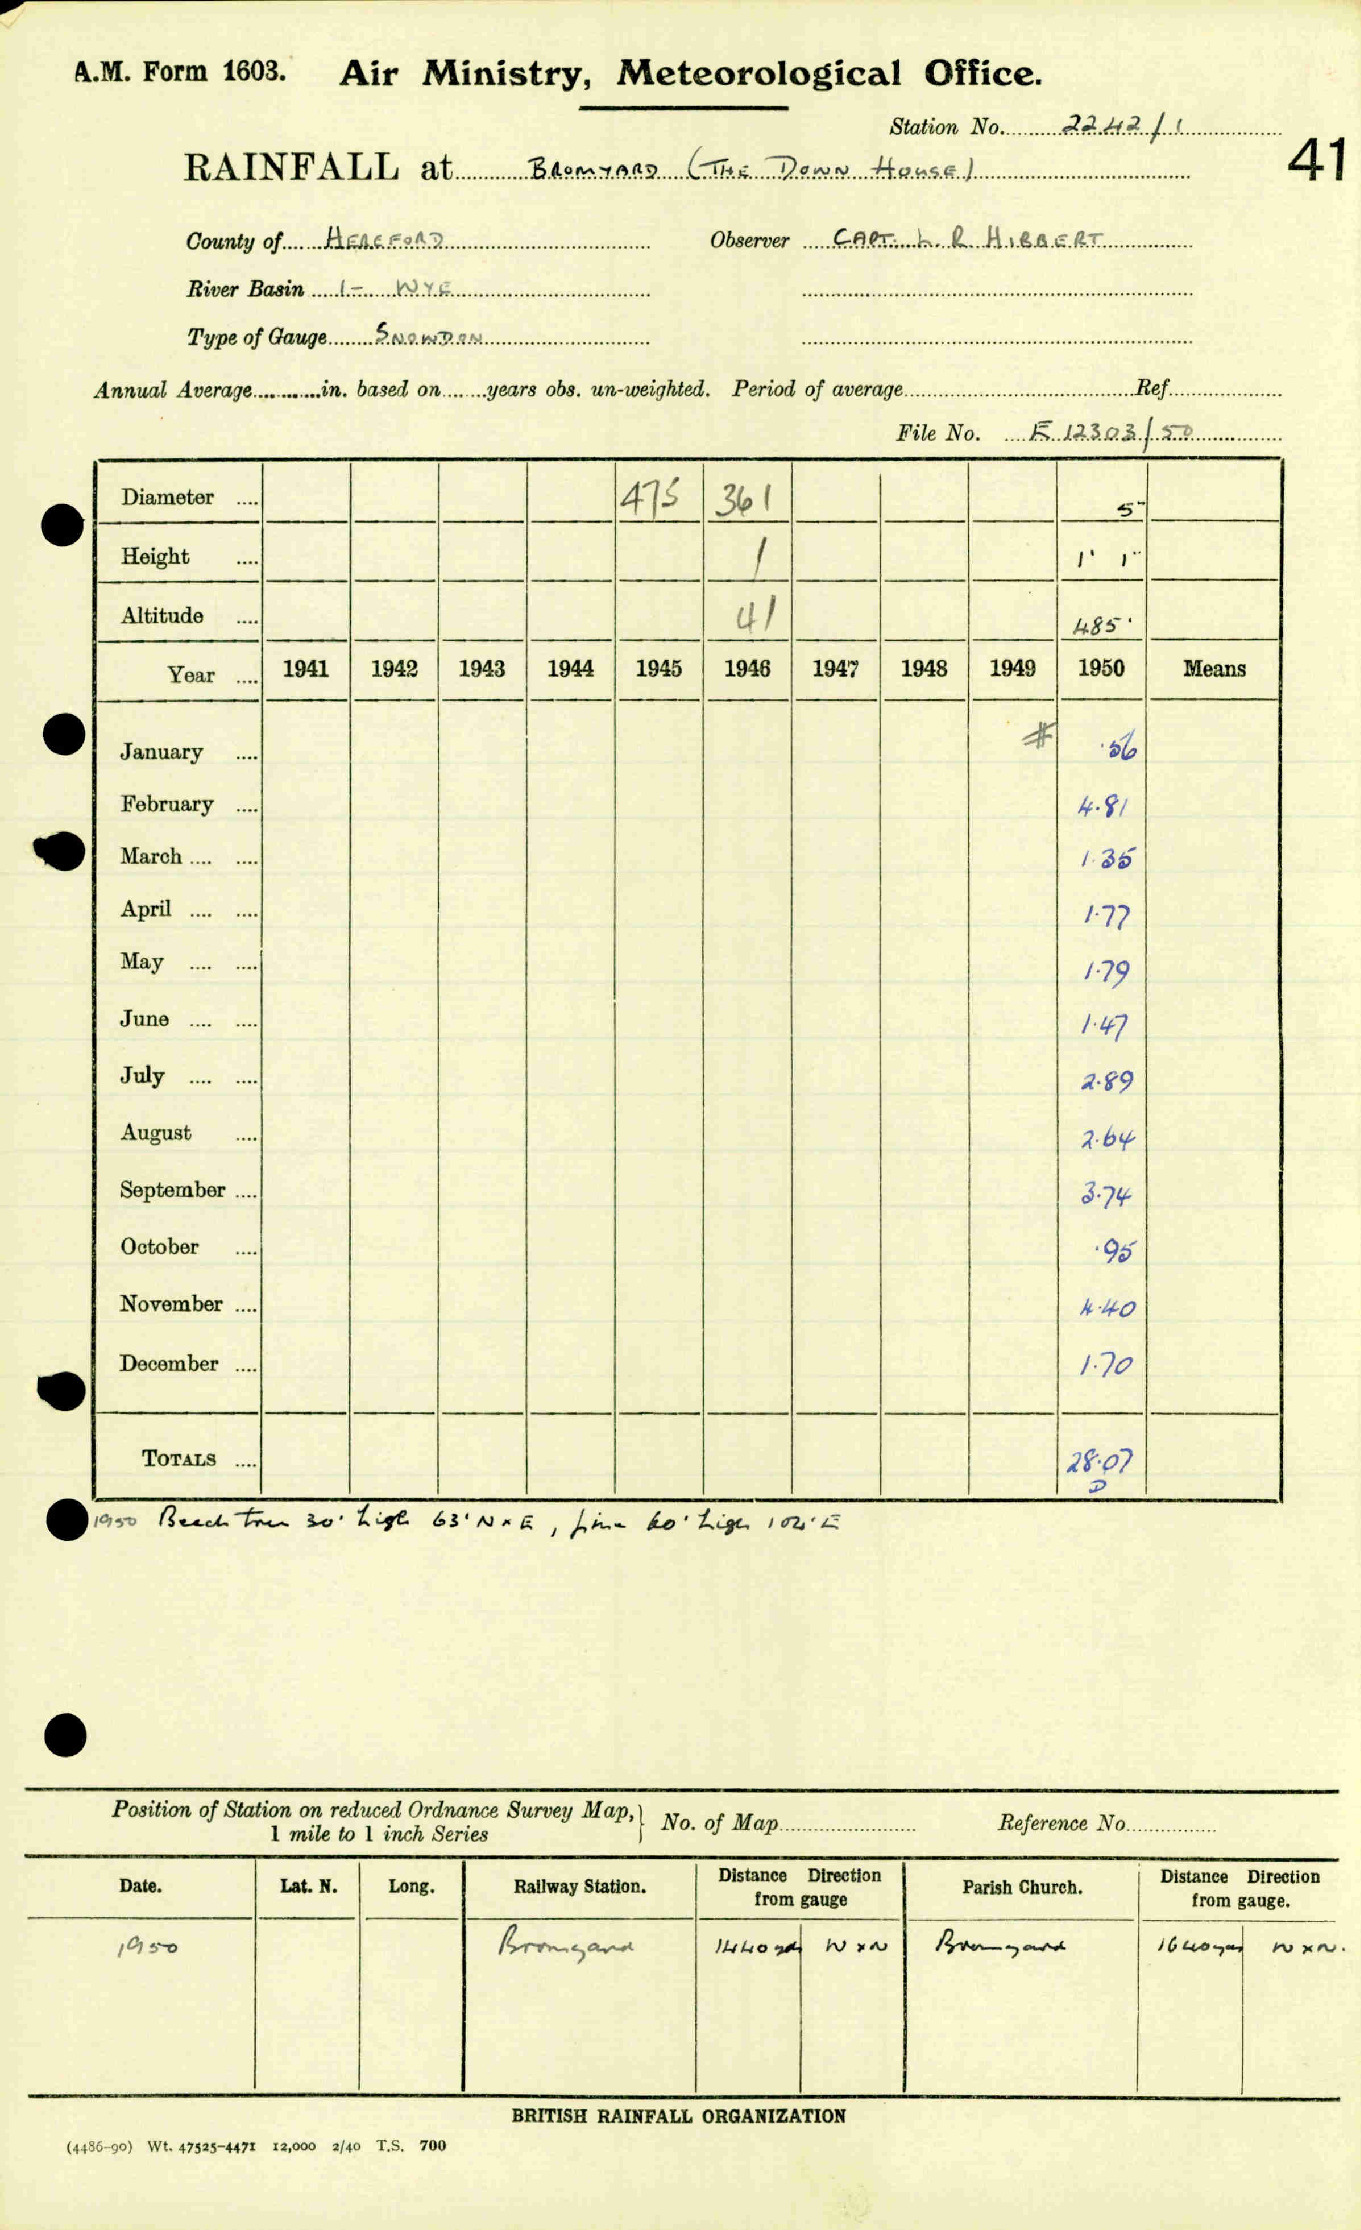 A.M. Form 1603. Air Ministry, Meteorological Office.
Station No. 2242/1
41
RAINFALL at BROMYARD (THE DOWN HOUSE)
County of HEREFORD Observer CAPT. L. R. HIBBERT
River Basin 1- WYE
Type of Gauge SNOWDON
Annual Average in. based on years obs. un-weighted. Period of average Ref.
File No. E 12303/50
Diameter 475 361 5"
Height 1 1' 1"
Altitude 41 485'
Year 1941 1942 1943 1944 1945 1946 1947 1948 1949 1950 Means
January # .56
February 4.81
March 1.35
April 1.77
May 1.79
June 1.47
July 2.89
August 2.64
September 3.74
October .95
November 4.40
December 1.70
TOTALS 28.07
D
1950 Beech tree 30' high 63' N x E, 60' high 102' E
Position of Station on reduced Ordnance Survey Map, } No. of Map Reference No.
1 mile to 1 inch Series
Date. Lat. N. Long. Railway Station. Distance Direction from gauge Parish Church. Distance Direction from gauge.
1950 Bromyard 1440 yds W x N Bromyard 1640 yds W x N.
BRITISH RAINFALL ORGANIZATION
(4486-90) Wt. 47525-4471 12,000 2/40 T.S. 700